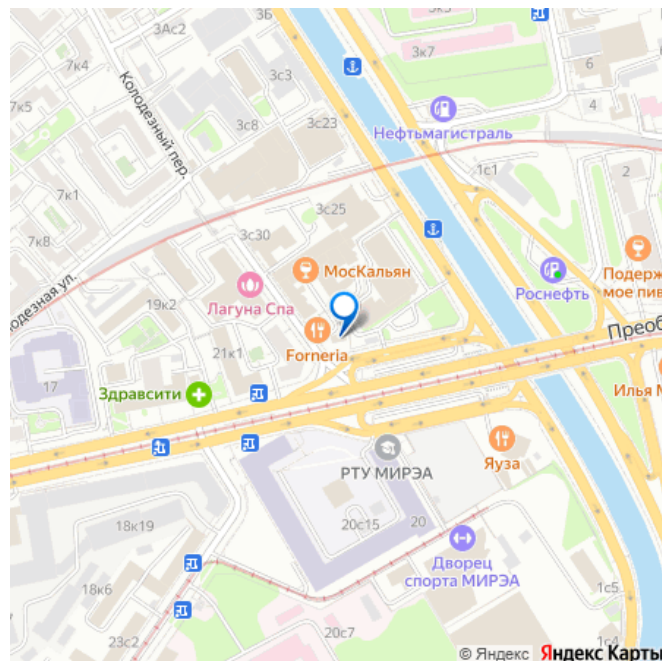 3Ас2
3Б
3к7
7к4
3с3
6
7к5
Колодезный пер.
4
Нефтьмагистраль
3с8
3с23
1с1
2
7к1
3с25
7к8
3с30
МосКальян
Подерж
мое пив
Лагуна Спа
Роснефть
лодезная ул.
19к2
Преоб
Forneria
21к1
17
Здравсити
Илья М
Яуза
РТУ МИРЭА
18к19
20с15
20
Дворец
спорта МИРЭА
18к6
1с5
20с7
23с2
1с4
© Яндекс Яндекс Карты